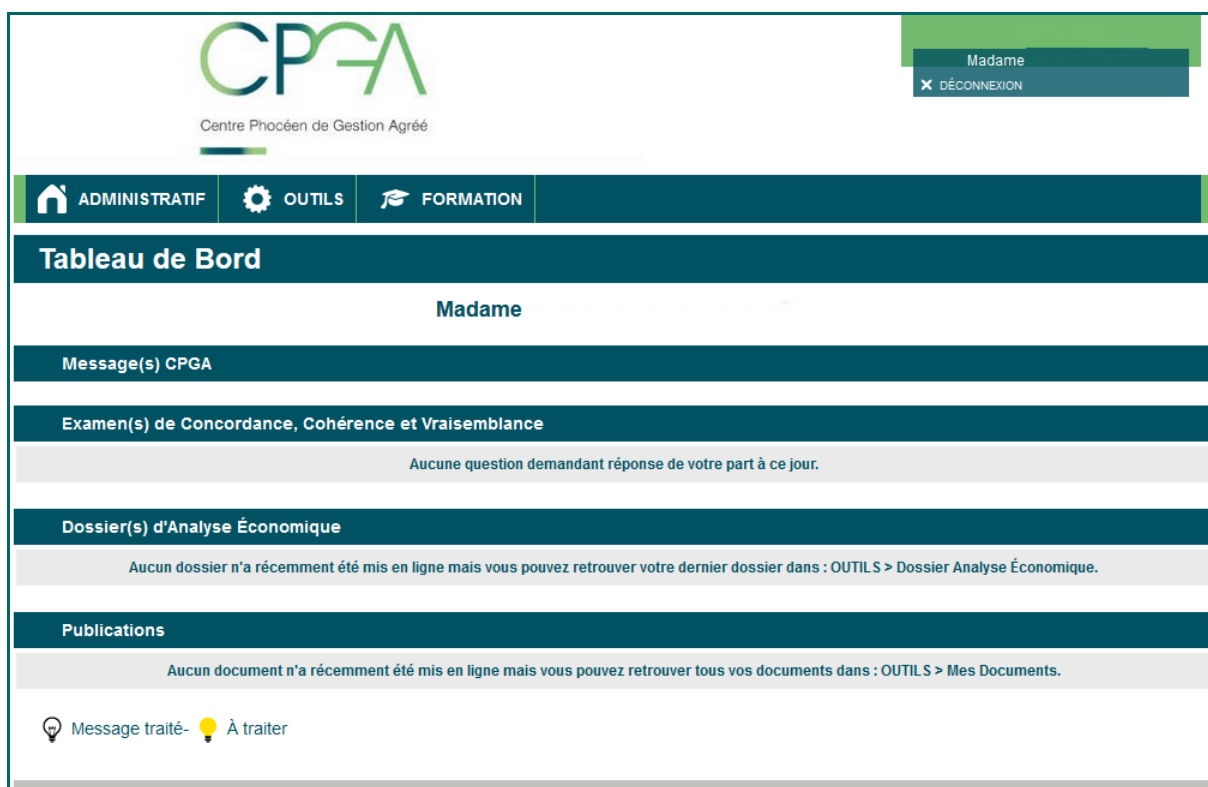 CPGA
Centre Phocéen de Gestion Agréé
Madame
DÉCONNEXION
ADMINISTRATIF OUTILS FORMATION
Tableau de Bord
Madame
Message(s) CPGA
Examen(s) de Concordance, Cohérence et Vraisemblance
Aucune question demandant réponse de votre part à ce jour.
Dossier(s) d'Analyse Économique
Aucun dossier n'a récemment été mis en ligne mais vous pouvez retrouver votre dernier dossier dans : OUTILS > Dossier Analyse Économique.
Publications
Aucun document n'a récemment été mis en ligne mais vous pouvez retrouver tous vos documents dans : OUTILS > Mes Documents.
Message traité- À traiter